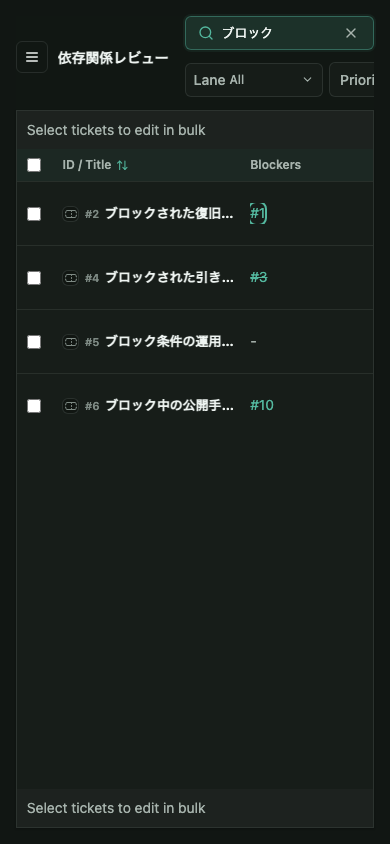 ブロック
依存関係レビュー
Lane All
Priori
Select tickets to edit in bulk
ID / Title
Blockers
#2 ブロックされた復旧... #1
#4 ブロックされた引き... #3
#5 ブロック条件の運用... -
#6 ブロック中の公開手... #10
Select tickets to edit in bulk